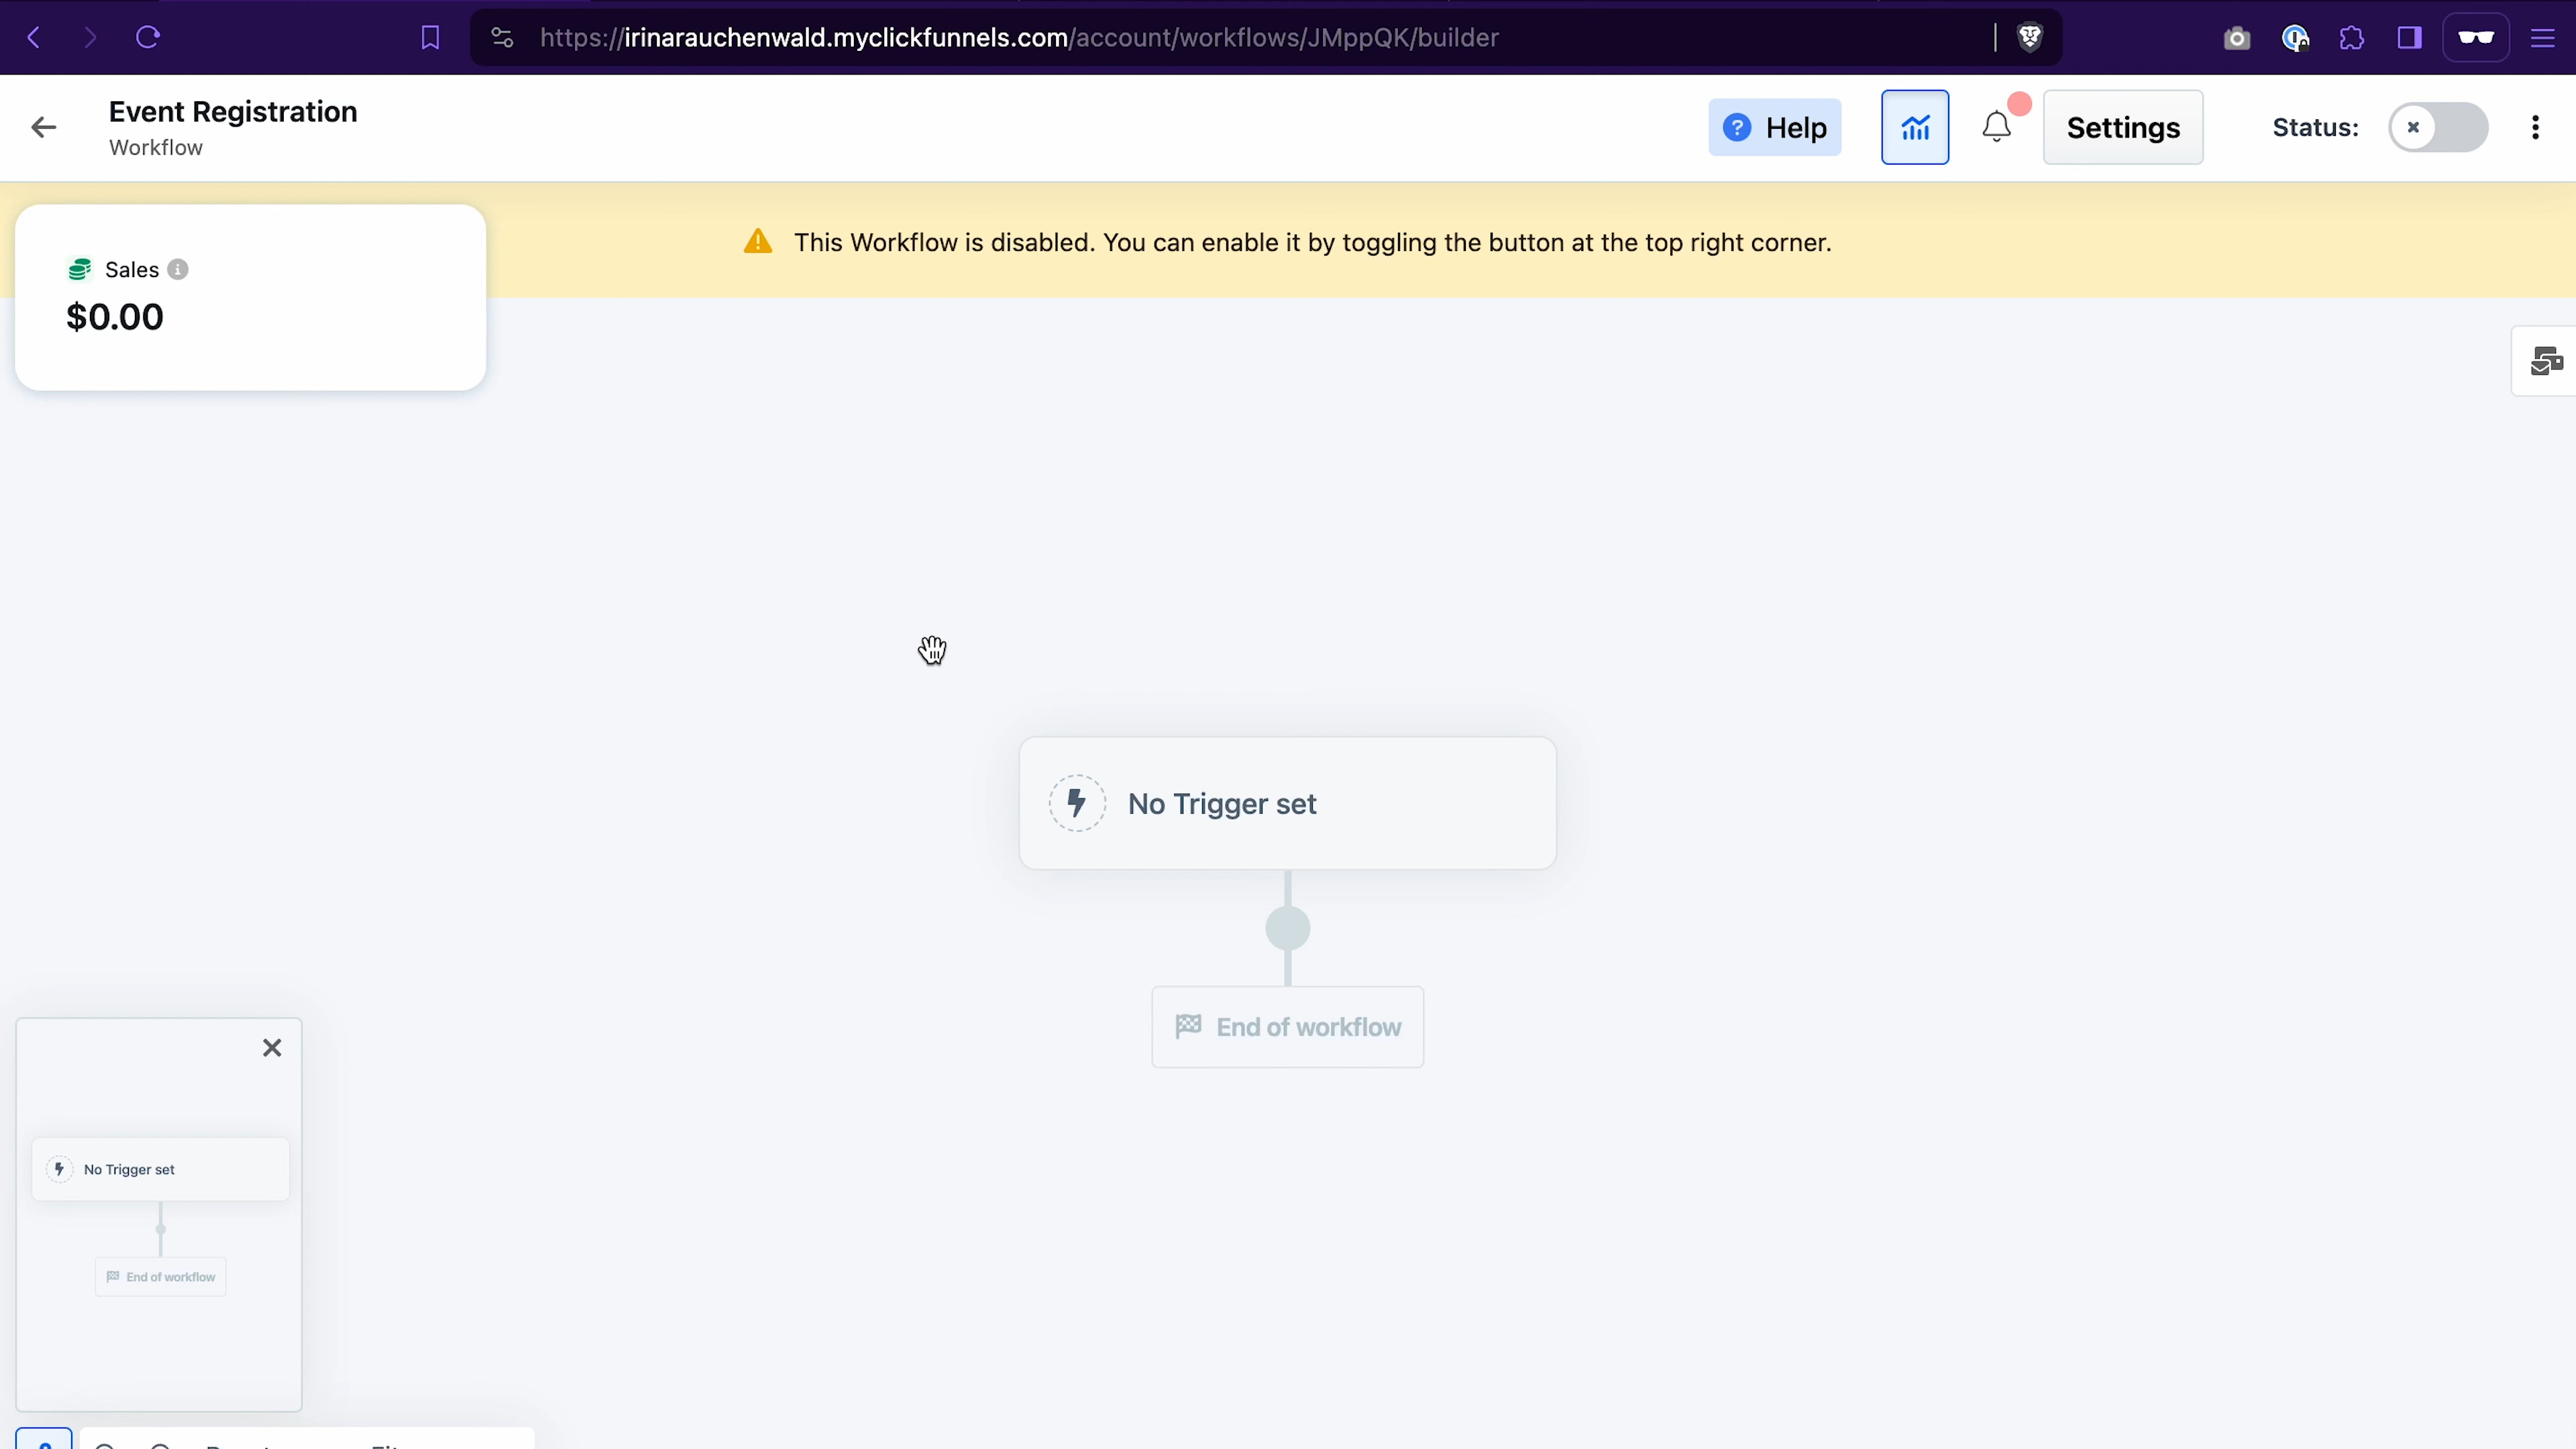 https://irinarauchenwald.myclickfunnels.com/account/workflows/JMppQK/builder
Event Registration
Workflow
? Help
Settings
Status:
This Workflow is disabled. You can enable it by toggling the button at the top right corner.
Sales
$0.00
No Trigger set
End of workflow
No Trigger set
End of workflow